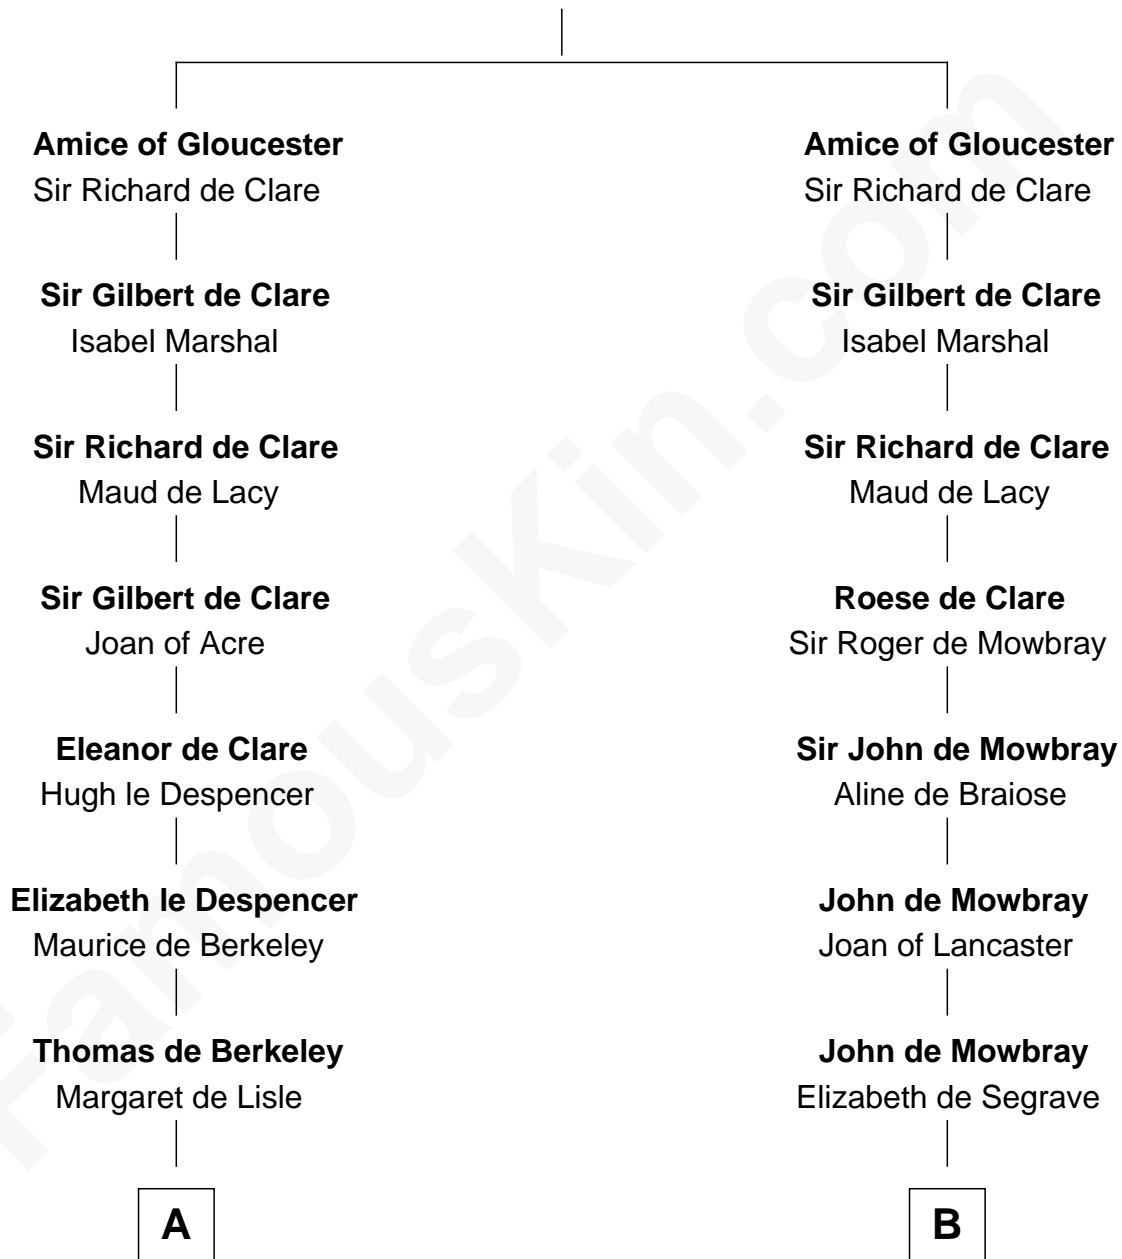 Amice of Gloucester
Sir Richard de Clare
Sir Gilbert de Clare
Isabel Marshal
Sir Richard de Clare
Maud de Lacy
Sir Gilbert de Clare
Joan of Acre
Eleanor de Clare
Hugh le Despencer
Elizabeth le Despencer
Maurice de Berkeley
Thomas de Berkeley
Margaret de Lisle
A
Amice of Gloucester
Sir Richard de Clare
Sir Gilbert de Clare
Isabel Marshal
Sir Richard de Clare
Maud de Lacy
Roese de Clare
Sir Roger de Mowbray
Sir John de Mowbray
Aline de Braiose
John de Mowbray
Joan of Lancaster
John de Mowbray
Elizabeth de Segrave
B
FamousKin.com